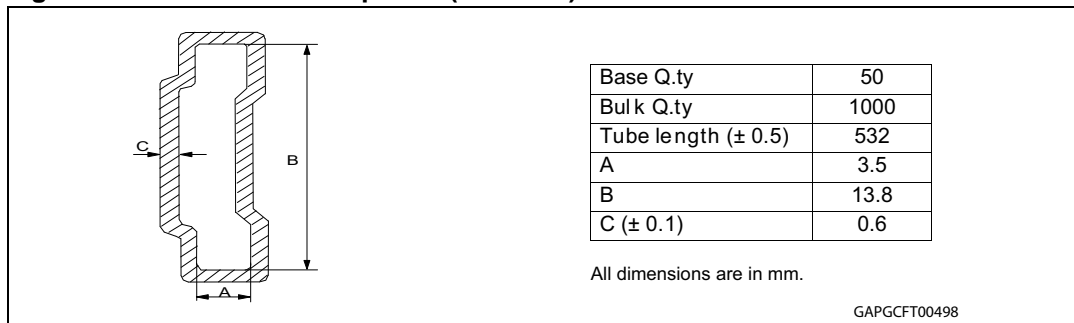 C
B
A
Base Q.ty 50
Bulk Q.ty 1000
Tube length (± 0.5) 532
A 3.5
B 13.8
C (± 0.1) 0.6
All dimensions are in mm.
GAPGCFT00498